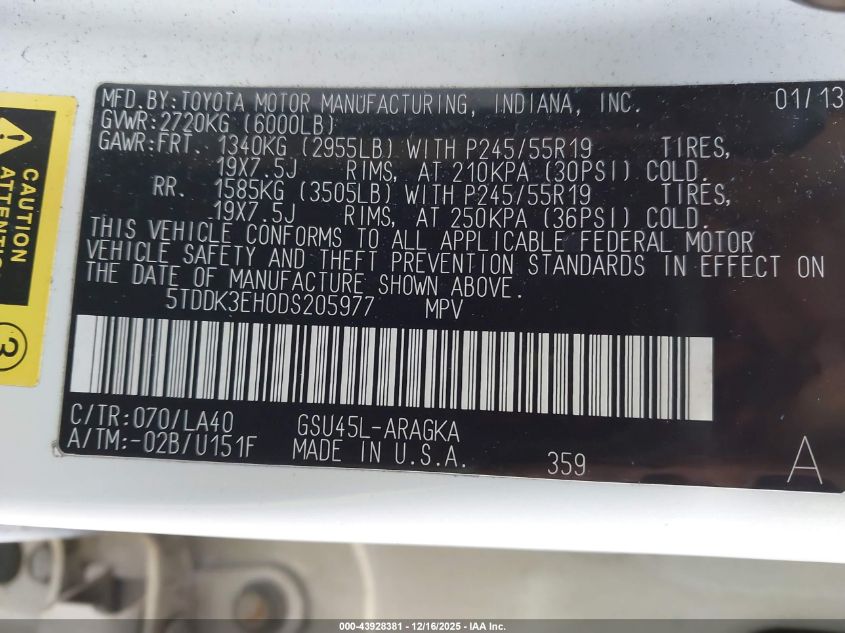 MFD.BY:TOYOTA MOTOR MANUFACTURING, INDIANA, INC. 01/13
GVWR:2720KG (6000LB)
GAWR:FRT. 1340KG (2955LB) WITH P245/55R19 TIRES,
19X7.5J RIMS, AT 210KPA (30PSI) COLD.
RR. 1585KG (3505LB) WITH P245/55R19 TIRES,
19X7.5J RIMS, AT 250KPA (36PSI) COLD.
THIS VEHICLE CONFORMS TO ALL APPLICABLE FEDERAL MOTOR
VEHICLE SAFETY AND THEFT PREVENTION STANDARDS IN EFFECT ON
THE DATE OF MANUFACTURE SHOWN ABOVE.
5TDDK3EH0DS205977 MPV
C/TR:070/LA40 GSU45L-ARAGKA
A/TM:-02B/U151F MADE IN U.S.A. 359 A
CAUTION
ATTENTION
3
000-43928381 - 12/16/2025 - IAA Inc.